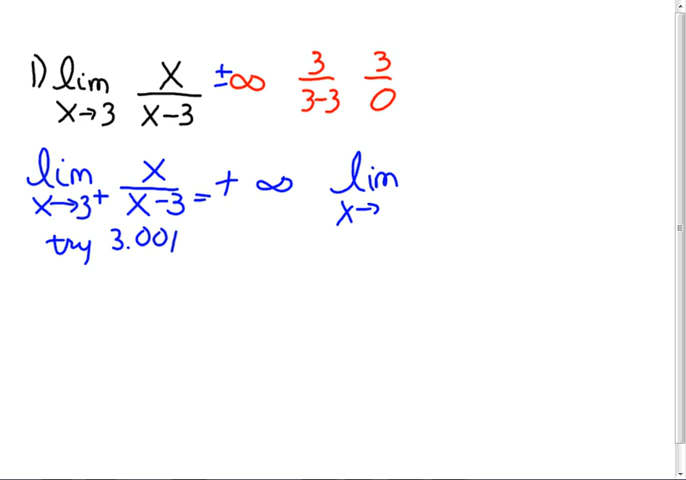 1) lim x→3 x/(x-3) ±∞ 3/(3-3) 3/0
lim x→3⁺ x/(x-3) = + ∞ lim x→
try 3.001